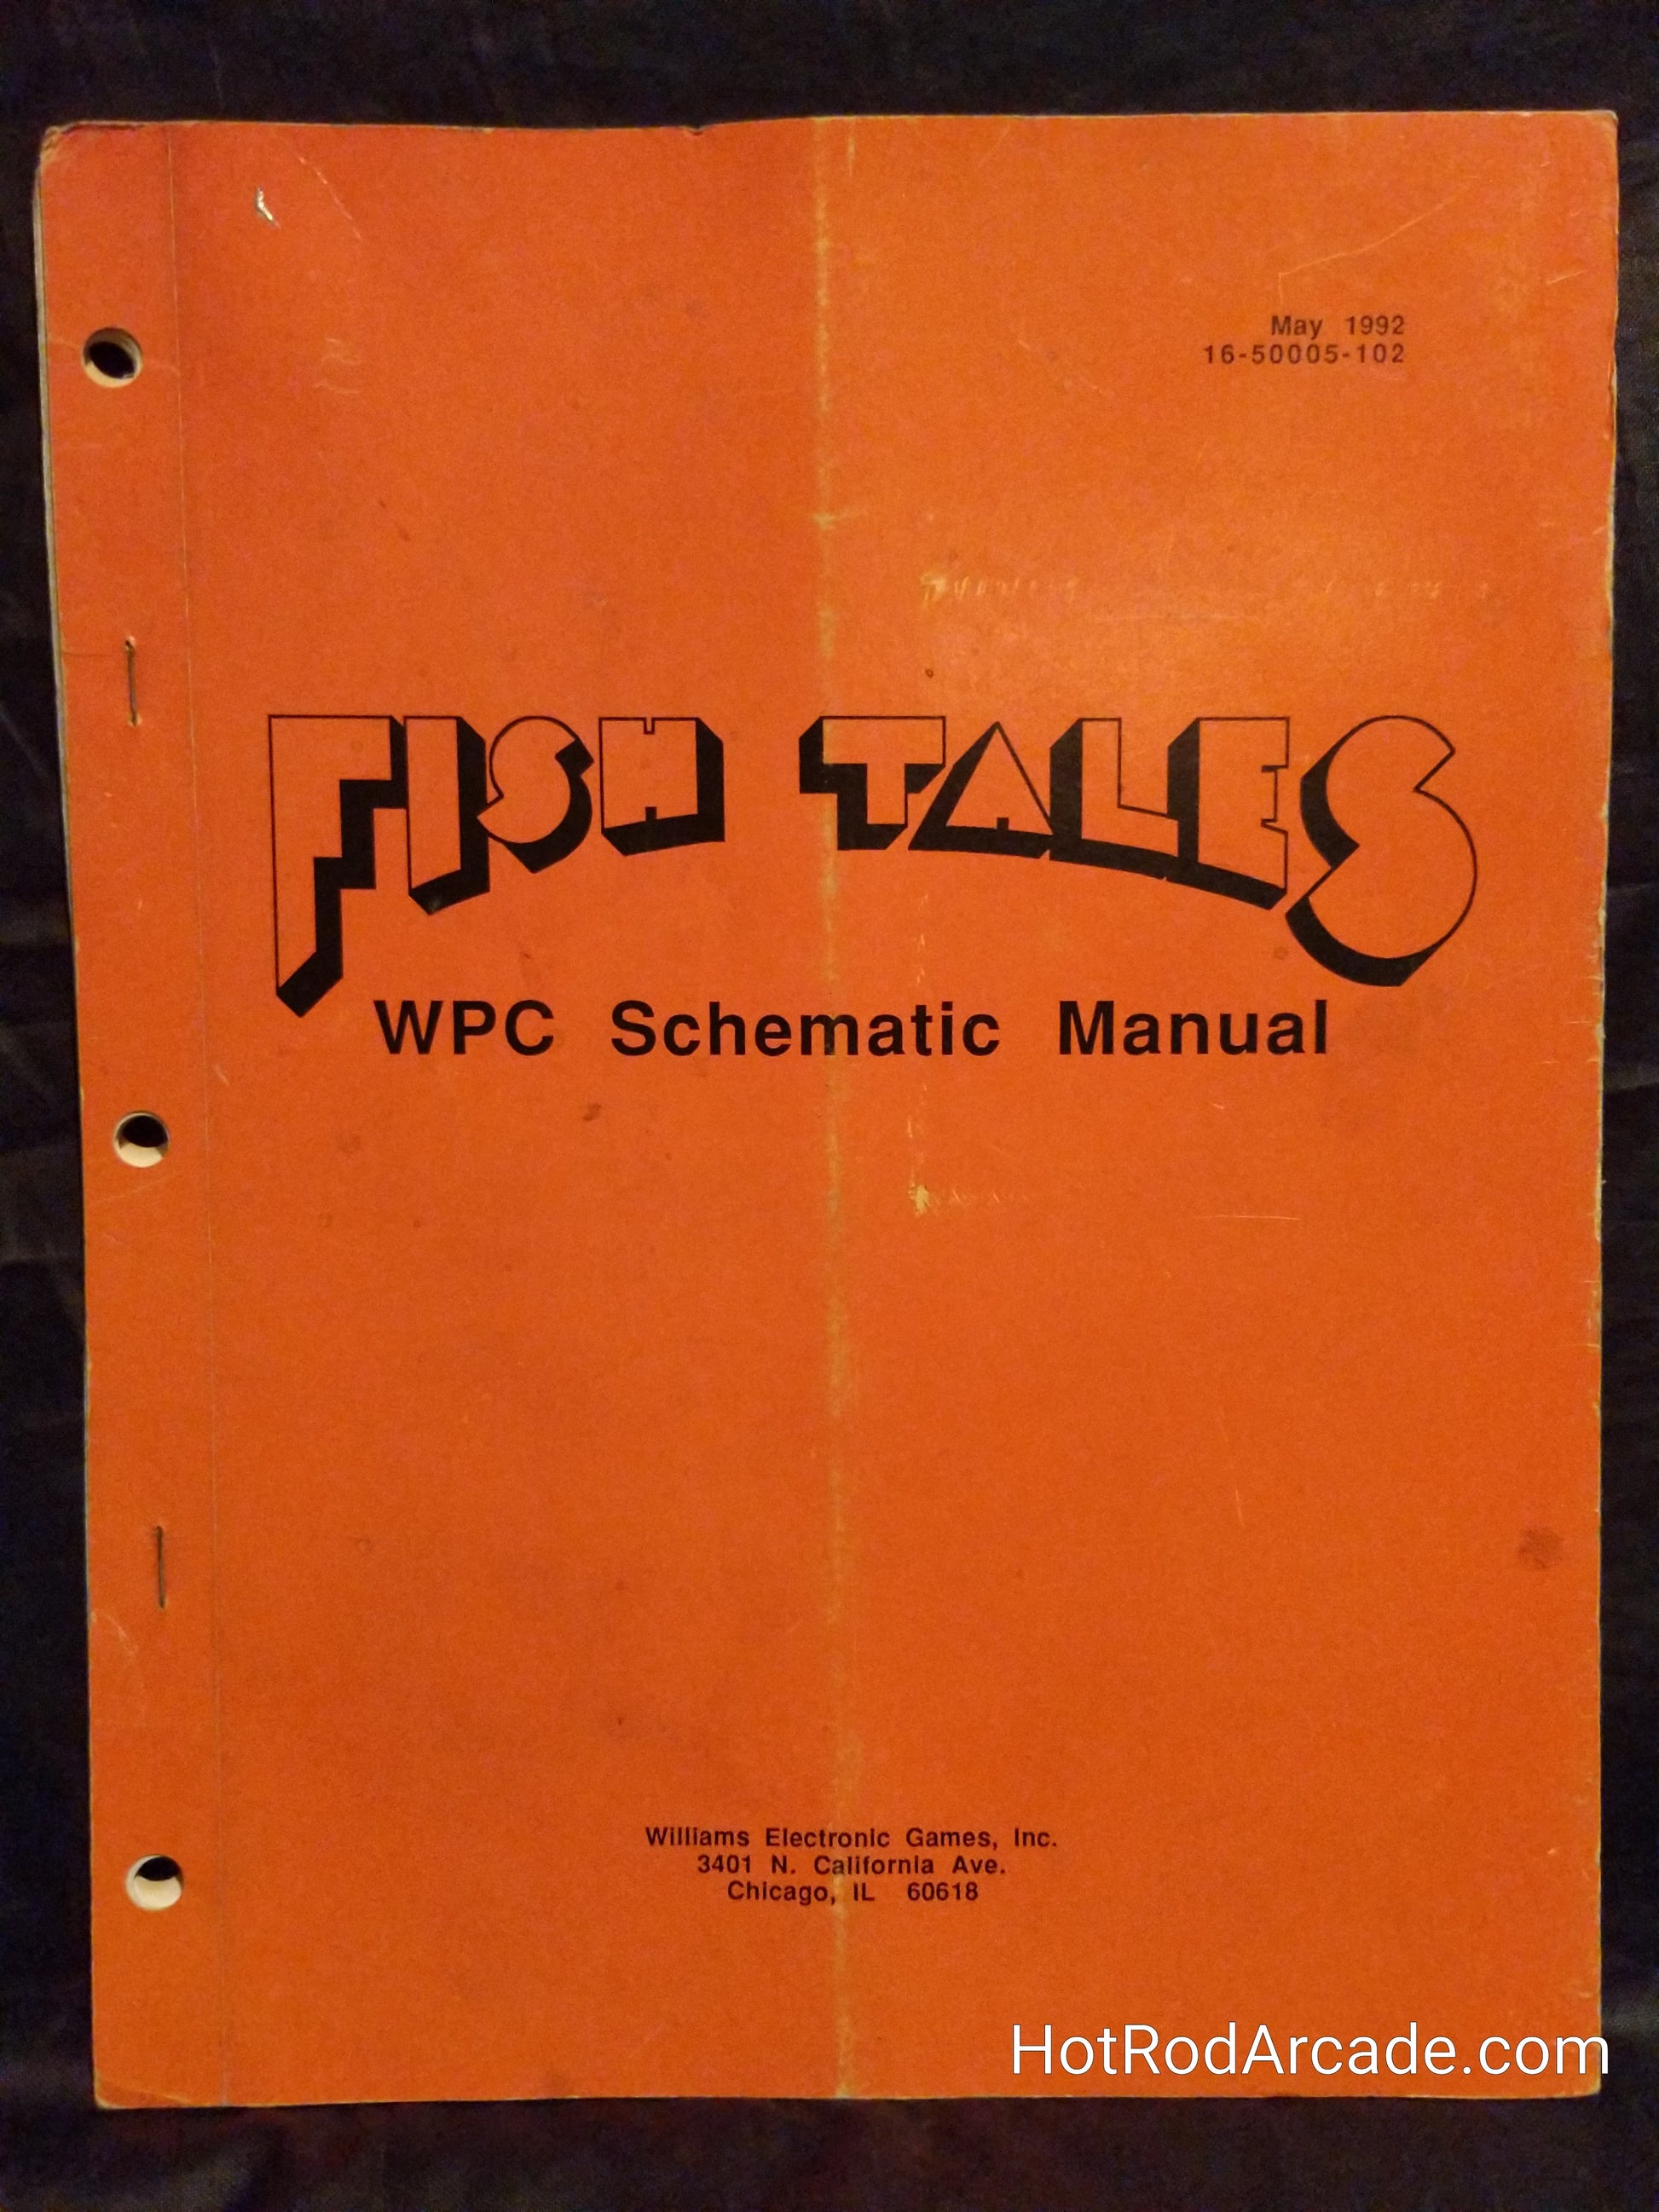 May 1992
16-50005-102
FISH TALES
WPC Schematic Manual
Williams Electronic Games, Inc.
3401 N. California Ave.
Chicago, IL 60618
HotRodArcade.com